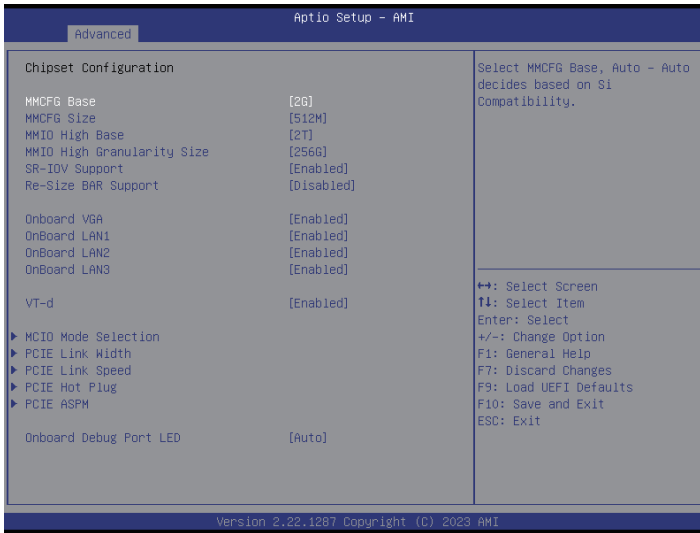 Aptio Setup – AMI
Advanced
Chipset Configuration
MMCFG Base [2G]
MMCFG Size [512M]
MMIO High Base [2T]
MMIO High Granularity Size [256G]
SR-IOV Support [Enabled]
Re-Size BAR Support [Disabled]
Onboard VGA [Enabled]
OnBoard LAN1 [Enabled]
OnBoard LAN2 [Enabled]
OnBoard LAN3 [Enabled]
VT-d [Enabled]
MCIO Mode Selection
PCIE Link Width
PCIE Link Speed
PCIE Hot Plug
PCIE ASPM
Onboard Debug Port LED [Auto]
Select MMCFG Base, Auto – Auto
decides based on Si
Compatibility.
↔: Select Screen
↑↓: Select Item
Enter: Select
+/-: Change Option
F1: General Help
F7: Discard Changes
F9: Load UEFI Defaults
F10: Save and Exit
ESC: Exit
Version 2.22.1287 Copyright (C) 2023 AMI